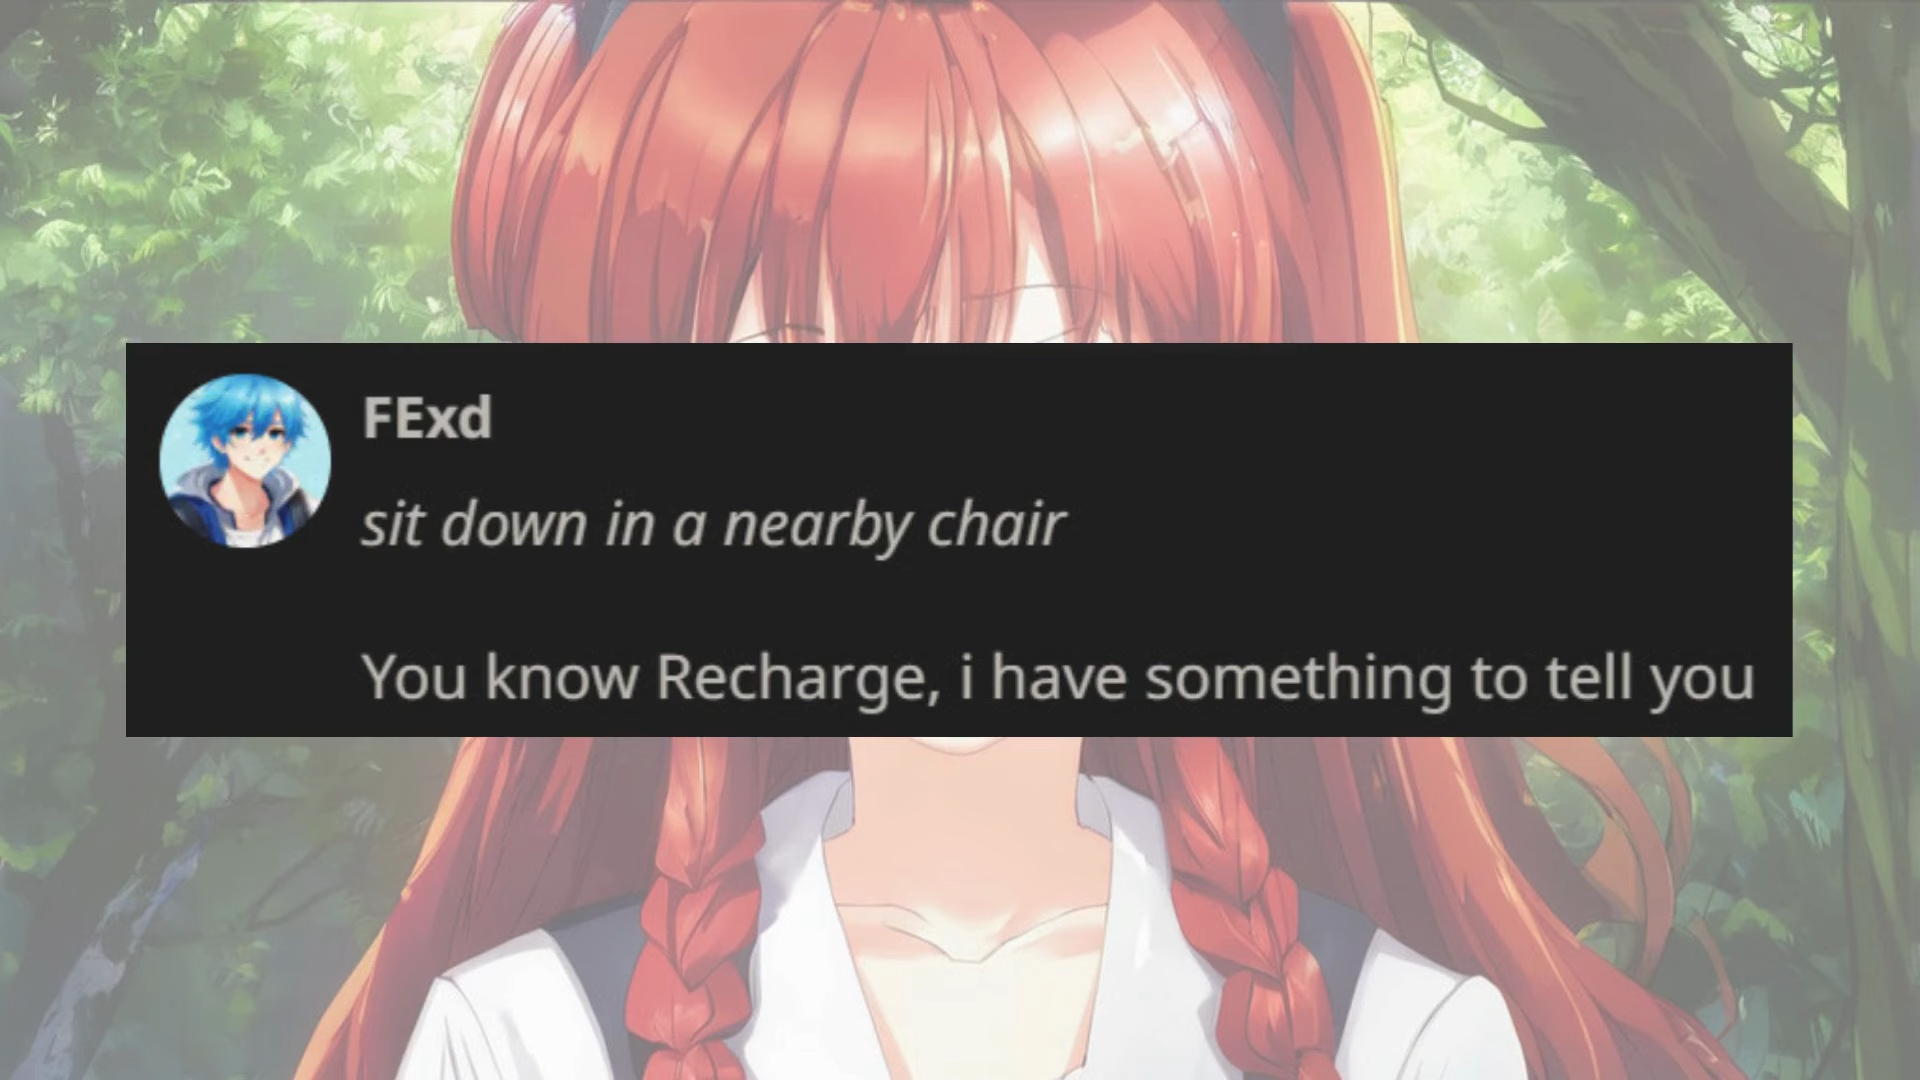 FExd
sit down in a nearby chair
You know Recharge, i have something to tell you